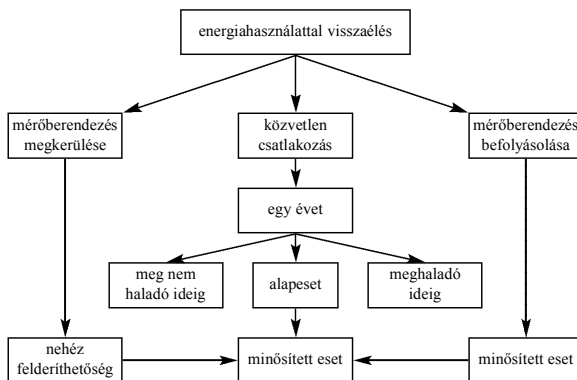 energiahasználattal visszaélés
mérőberendezés
megkerülése
közvetlen
csatlakozás
mérőberendezés
befolyásolása
egy évet
meg nem
haladó ideig
alapeset
meghaladó
ideig
nehéz
felderíthetőség
minősített eset
minősített eset